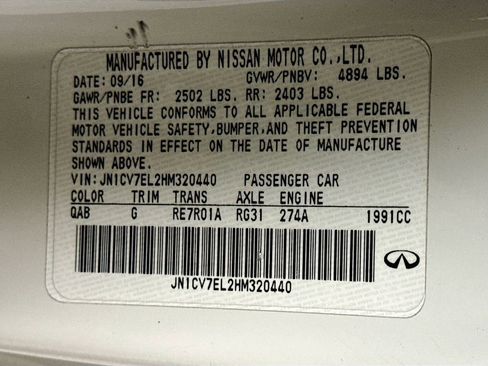 MANUFACTURED BY NISSAN MOTOR CO.,LTD.
DATE: 09/16 GVWR/PNBV: 4894 LBS.
GAWR/PNBE FR: 2502 LBS. RR: 2403 LBS.
THIS VEHICLE CONFORMS TO ALL APPLICABLE FEDERAL
MOTOR VEHICLE SAFETY,BUMPER,AND THEFT PREVENTION
STANDARDS IN EFFECT ON THE DATE OF MANUFACTURE
SHOWN ABOVE.
VIN:JN1CV7EL2HM320440 PASSENGER CAR
COLOR TRIM TRANS AXLE ENGINE
QAB G RE7R01A RG31 274A 1991CC
JN1CV7EL2HM320440